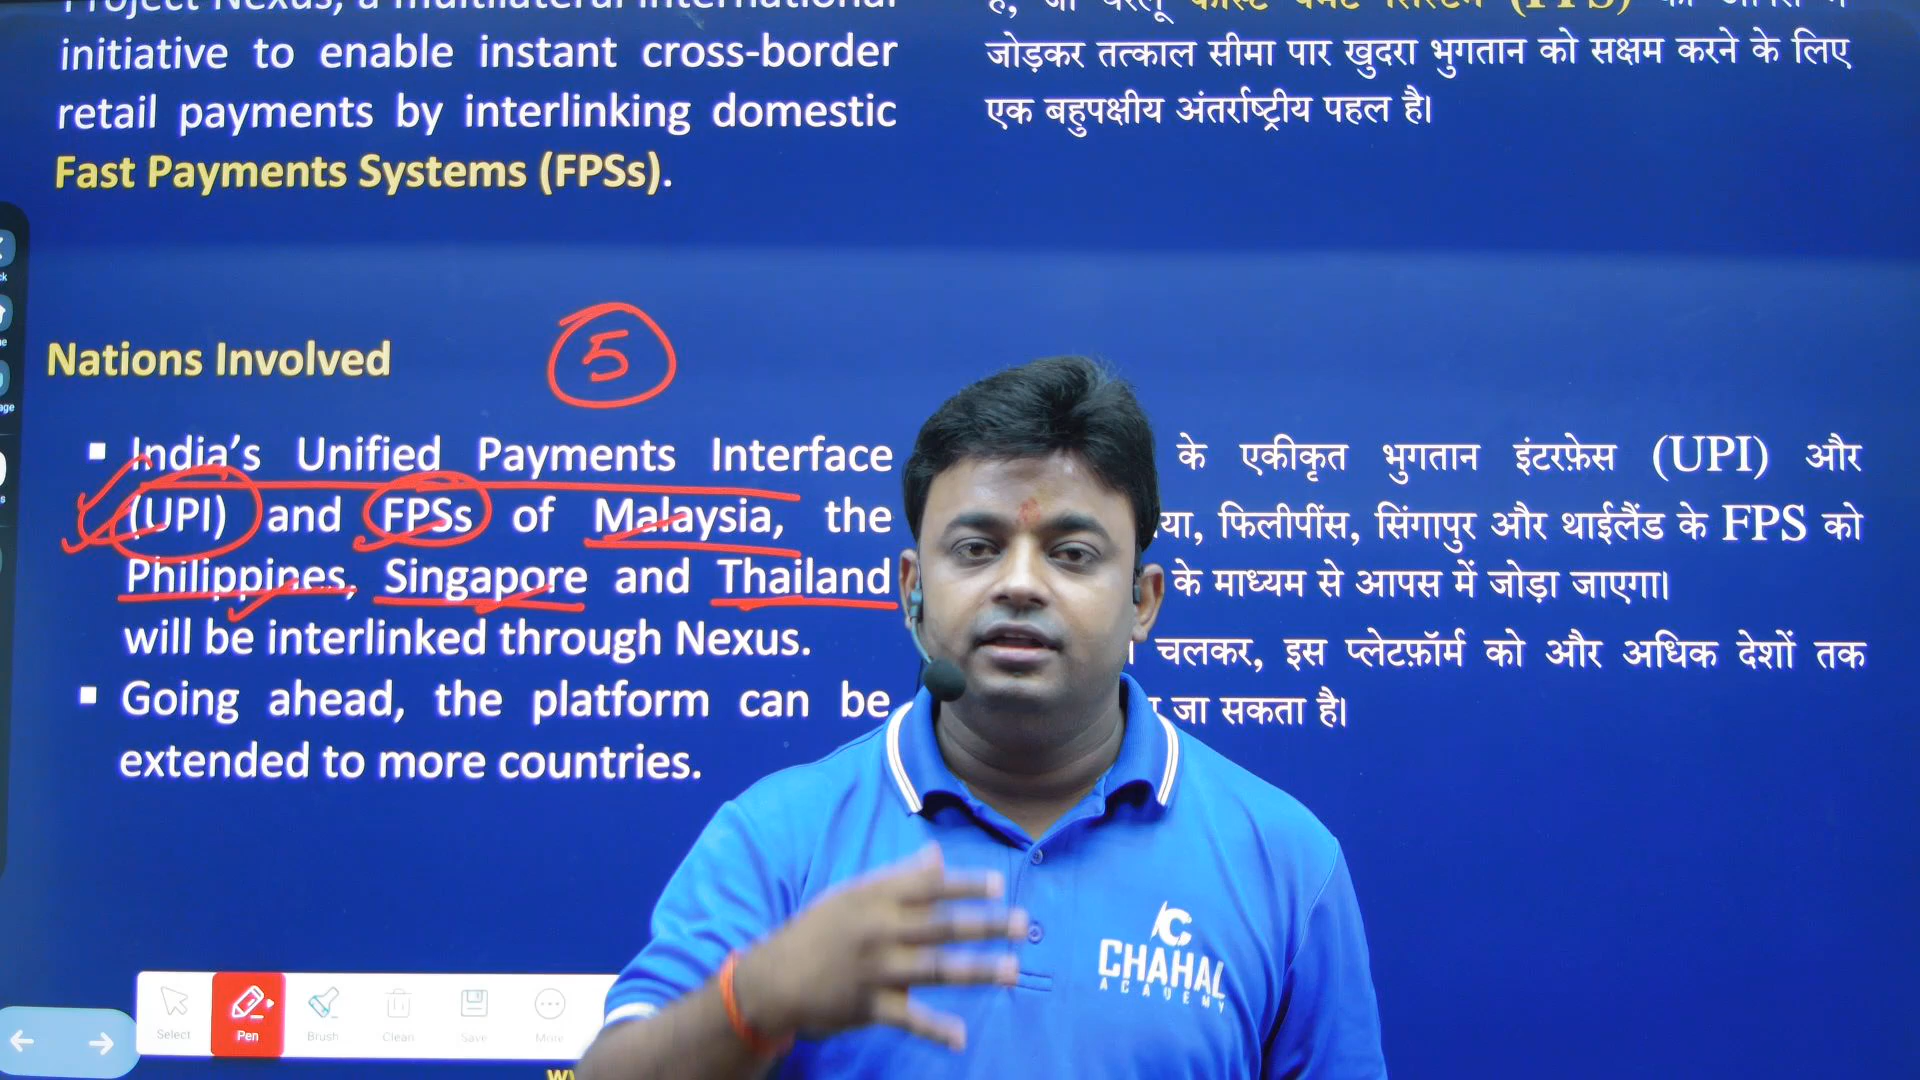 Project Nexus, a multilateral international
initiative to enable instant cross-border
retail payments by interlinking domestic
Fast Payments Systems (FPSs).
Nations Involved
5
▪ India's Unified Payments Interface
(UPI) and FPSs of Malaysia, the
Philippines, Singapore and Thailand
will be interlinked through Nexus.
▪ Going ahead, the platform can be
extended to more countries.
जोड़कर तत्काल सीमा पार खुदरा भुगतान को सक्षम करने के लिए
एक बहुपक्षीय अंतर्राष्ट्रीय पहल है।
के एकीकृत भुगतान इंटरफ़ेस (UPI) और
फिलीपींस, सिंगापुर और थाईलैंड के FPS को
के माध्यम से आपस में जोड़ा जाएगा।
चलकर, इस प्लेटफ़ॉर्म को और अधिक देशों तक
जा सकता है।
CHAHAL
ACADEMY
Select
Pen
Brush
Clean
Save
More